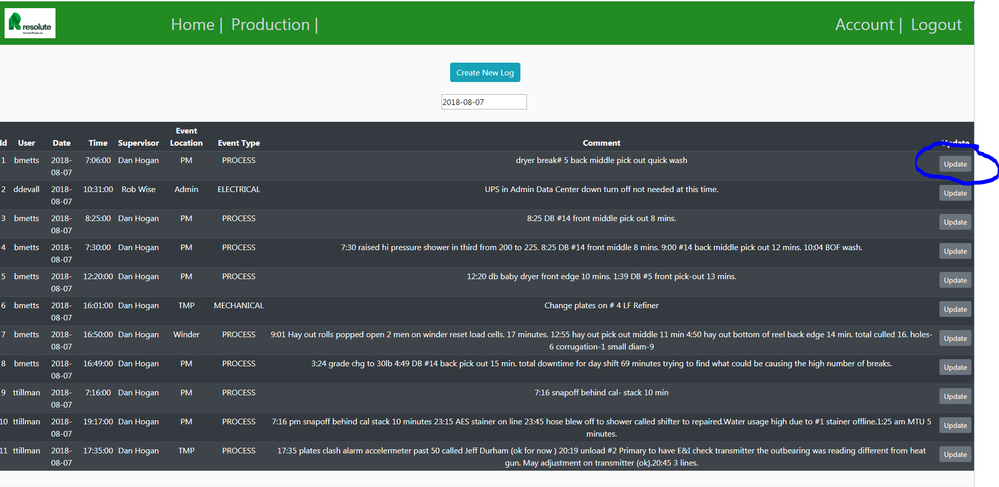 resolute
Forest Products
Home | Production |
Account | Logout
Create New Log
2018-08-07
Id User Date Time Supervisor Event Location Event Type Comment Update
1 bmetts 2018-08-07 7:06:00 Dan Hogan PM PROCESS dryer break# 5 back middle pick out quick wash Update
2 ddevall 2018-08-07 10:31:00 Rob Wise Admin ELECTRICAL UPS in Admin Data Center down turn off not needed at this time. Update
3 bmetts 2018-08-07 8:25:00 Dan Hogan PM PROCESS 8:25 DB #14 front middle pick out 8 mins. Update
4 bmetts 2018-08-07 7:30:00 Dan Hogan PM PROCESS 7:30 raised hi pressure shower in third from 200 to 225. 8:25 DB #14 front middle 8 mins. 9:00 #14 back middle pick out 12 mins. 10:04 BOF wash. Update
5 bmetts 2018-08-07 12:20:00 Dan Hogan PM PROCESS 12:20 db baby dryer front edge 10 mins. 1:39 DB #5 front pick-out 13 mins. Update
6 bmetts 2018-08-07 16:01:00 Dan Hogan TMP MECHANICAL Change plates on # 4 LF Refiner Update
7 bmetts 2018-08-07 16:50:00 Dan Hogan Winder PROCESS 9:01 Hay out rolls popped open 2 men on winder reset load cells. 17 minutes. 12:55 hay out pick out middle 11 min 4:50 hay out bottom of reel back edge 14 min. total culled 16. holes-6 corrugation-1 small diam-9 Update
8 bmetts 2018-08-07 16:49:00 Dan Hogan PM PROCESS 3:24 grade chg to 30lb 4:49 DB #14 back pick out 15 min. total downtime for day shift 69 minutes trying to find what could be causing the high number of breaks. Update
9 ttillman 2018-08-07 7:16:00 Dan Hogan PM PROCESS 7:16 snapoff behind cal- stack 10 min Update
10 ttillman 2018-08-07 19:17:00 Dan Hogan PM PROCESS 7:16 pm snapoff behind cal stack 10 minutes 23:15 AES stainer on line 23:45 hose blew off to shower called shifter to repaired.Water usage high due to #1 stainer offline.1:25 am MTU 5 minutes. Update
11 ttillman 2018-08-07 17:35:00 Dan Hogan TMP PROCESS 17:35 plates clash alarm accelermeter past 50 called Jeff Durham (ok for now ) 20:19 unload #2 Primary to have E&I check transmitter the outbearing was reading different from heat gun. May adjustment on transmitter (ok).20:45 3 lines. Update